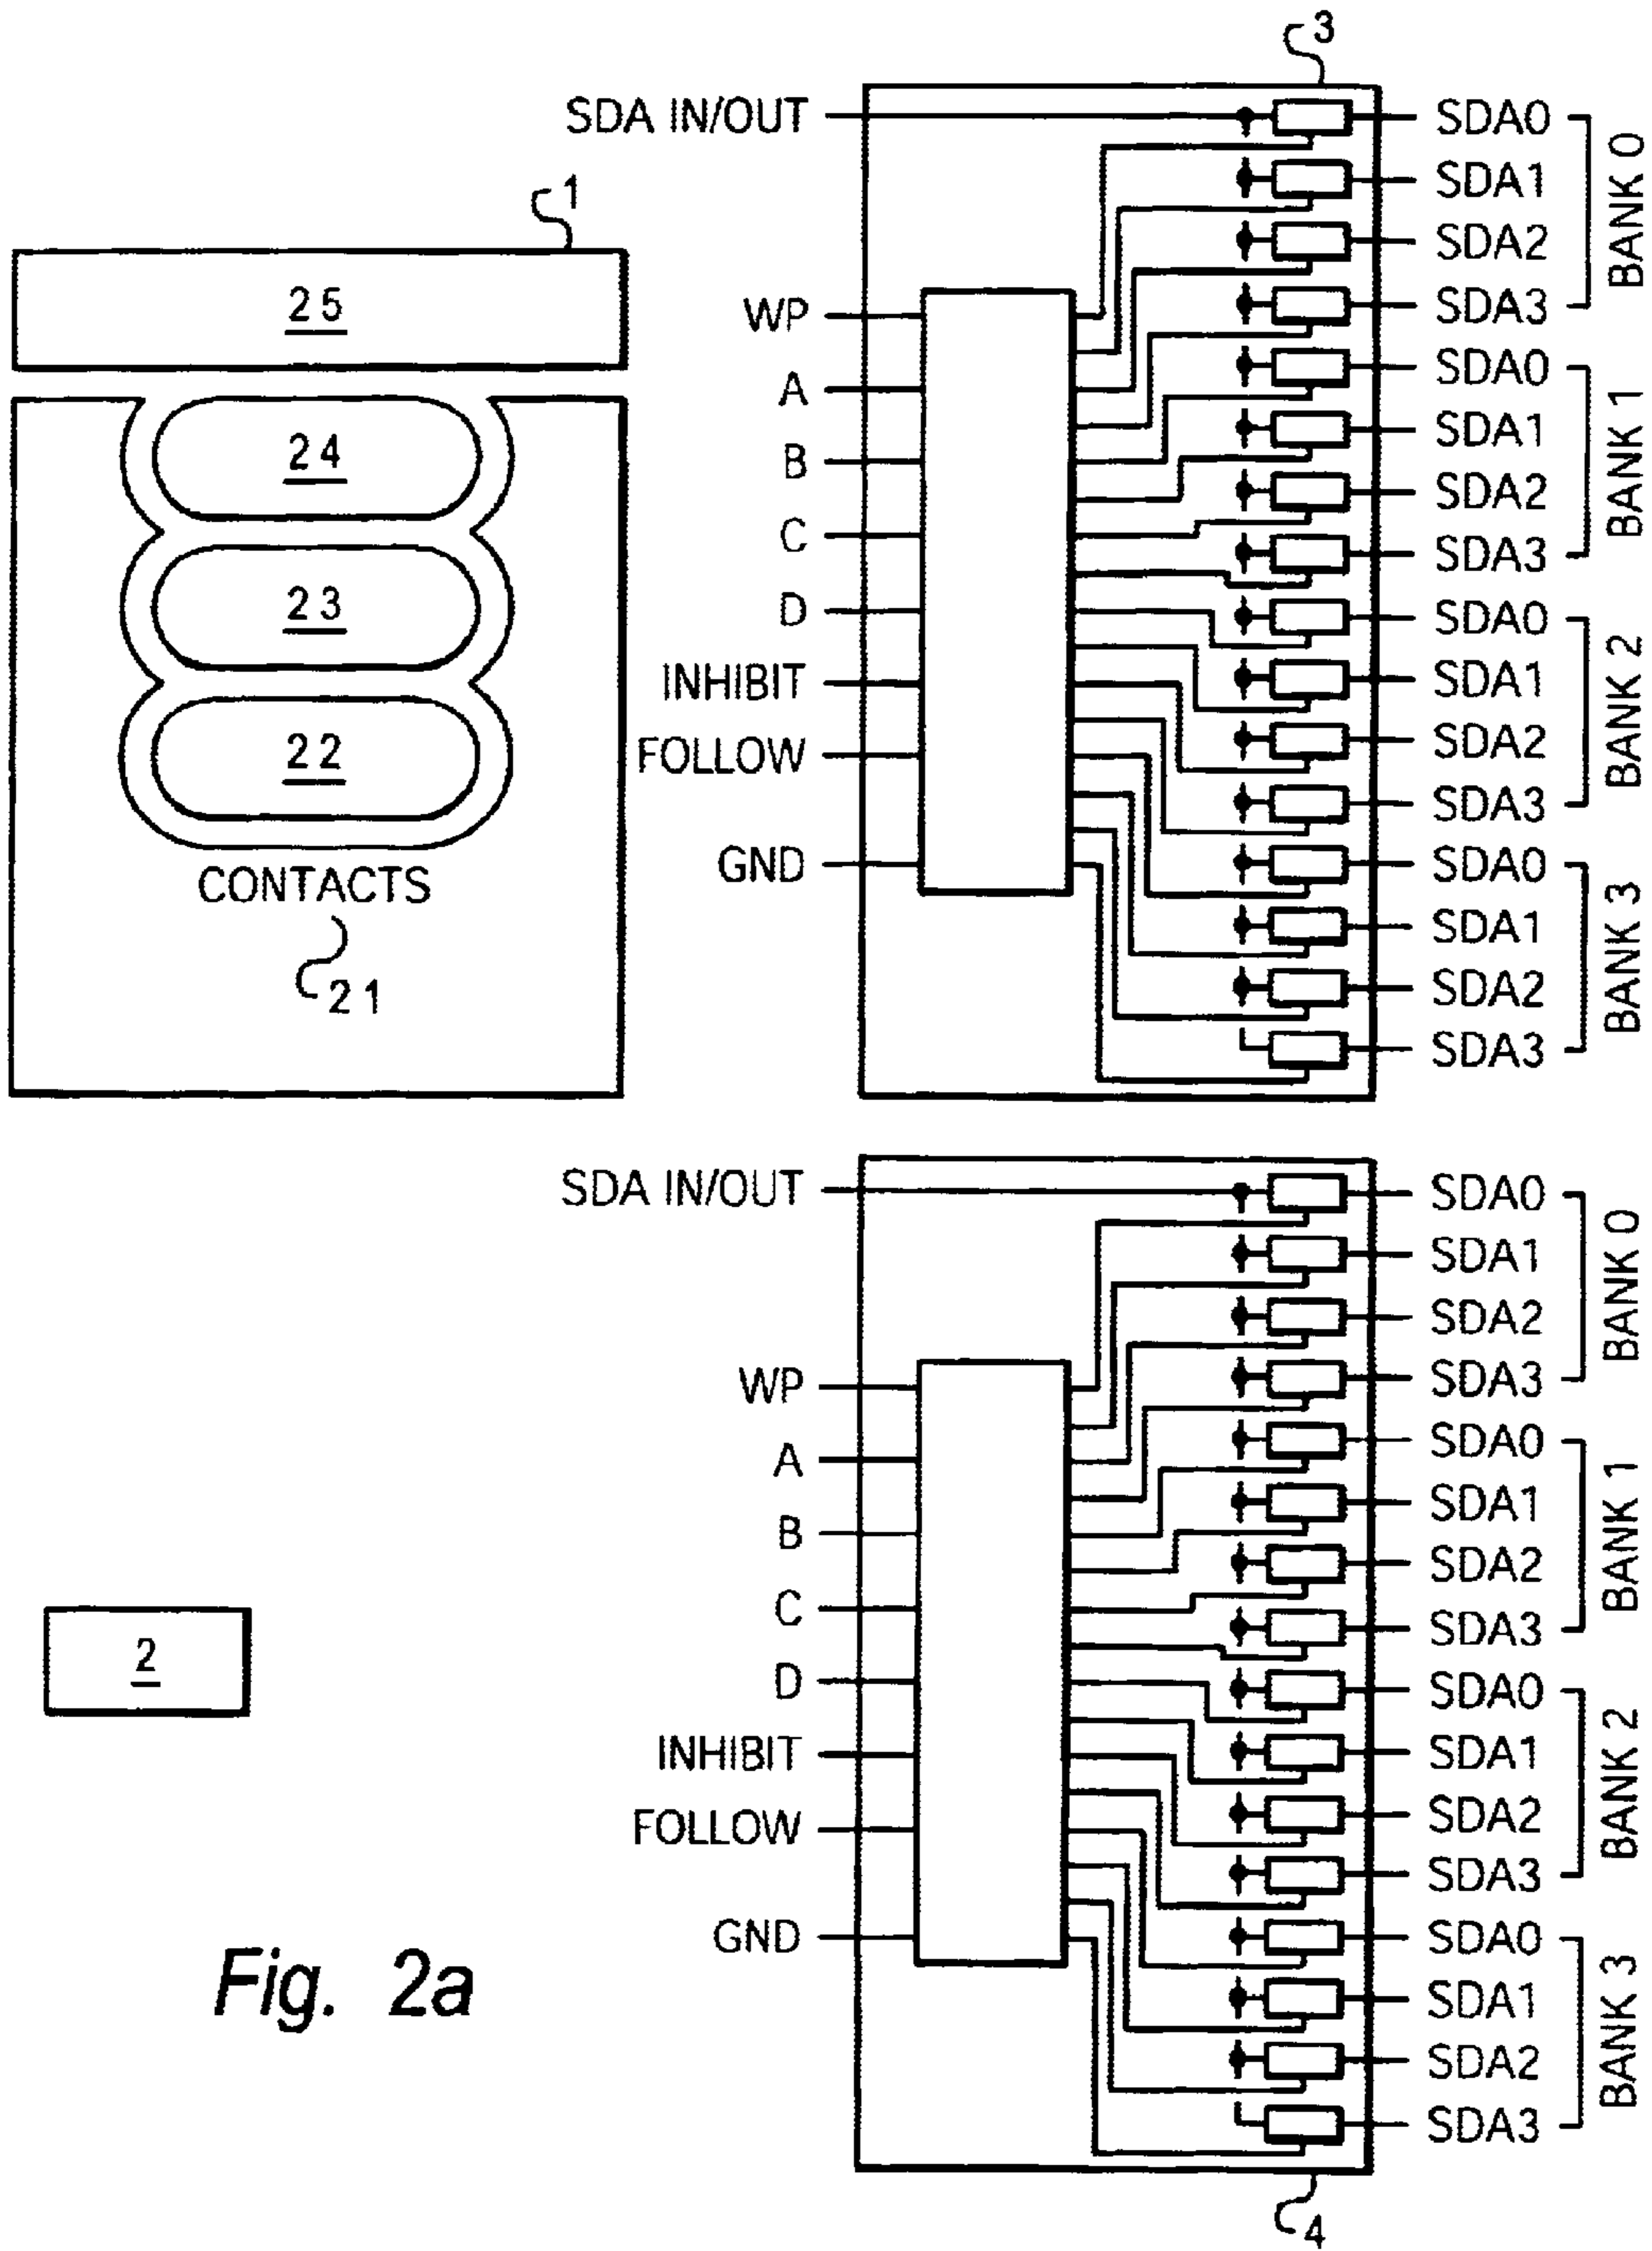 3
SDA IN/OUT
SDA0
SDA1
SDA2
SDA3
BANK 0
SDA0
SDA1
SDA2
SDA3
BANK 1
SDA0
SDA1
SDA2
SDA3
BANK 2
SDA0
SDA1
SDA2
SDA3
BANK 3
WP
A
B
C
D
INHIBIT
FOLLOW
GND
1
25
24
23
22
CONTACTS
21
SDA IN/OUT
SDA0
SDA1
SDA2
SDA3
BANK 0
SDA0
SDA1
SDA2
SDA3
BANK 1
SDA0
SDA1
SDA2
SDA3
BANK 2
SDA0
SDA1
SDA2
SDA3
BANK 3
WP
A
B
C
D
INHIBIT
FOLLOW
GND
2
4
Fig. 2a